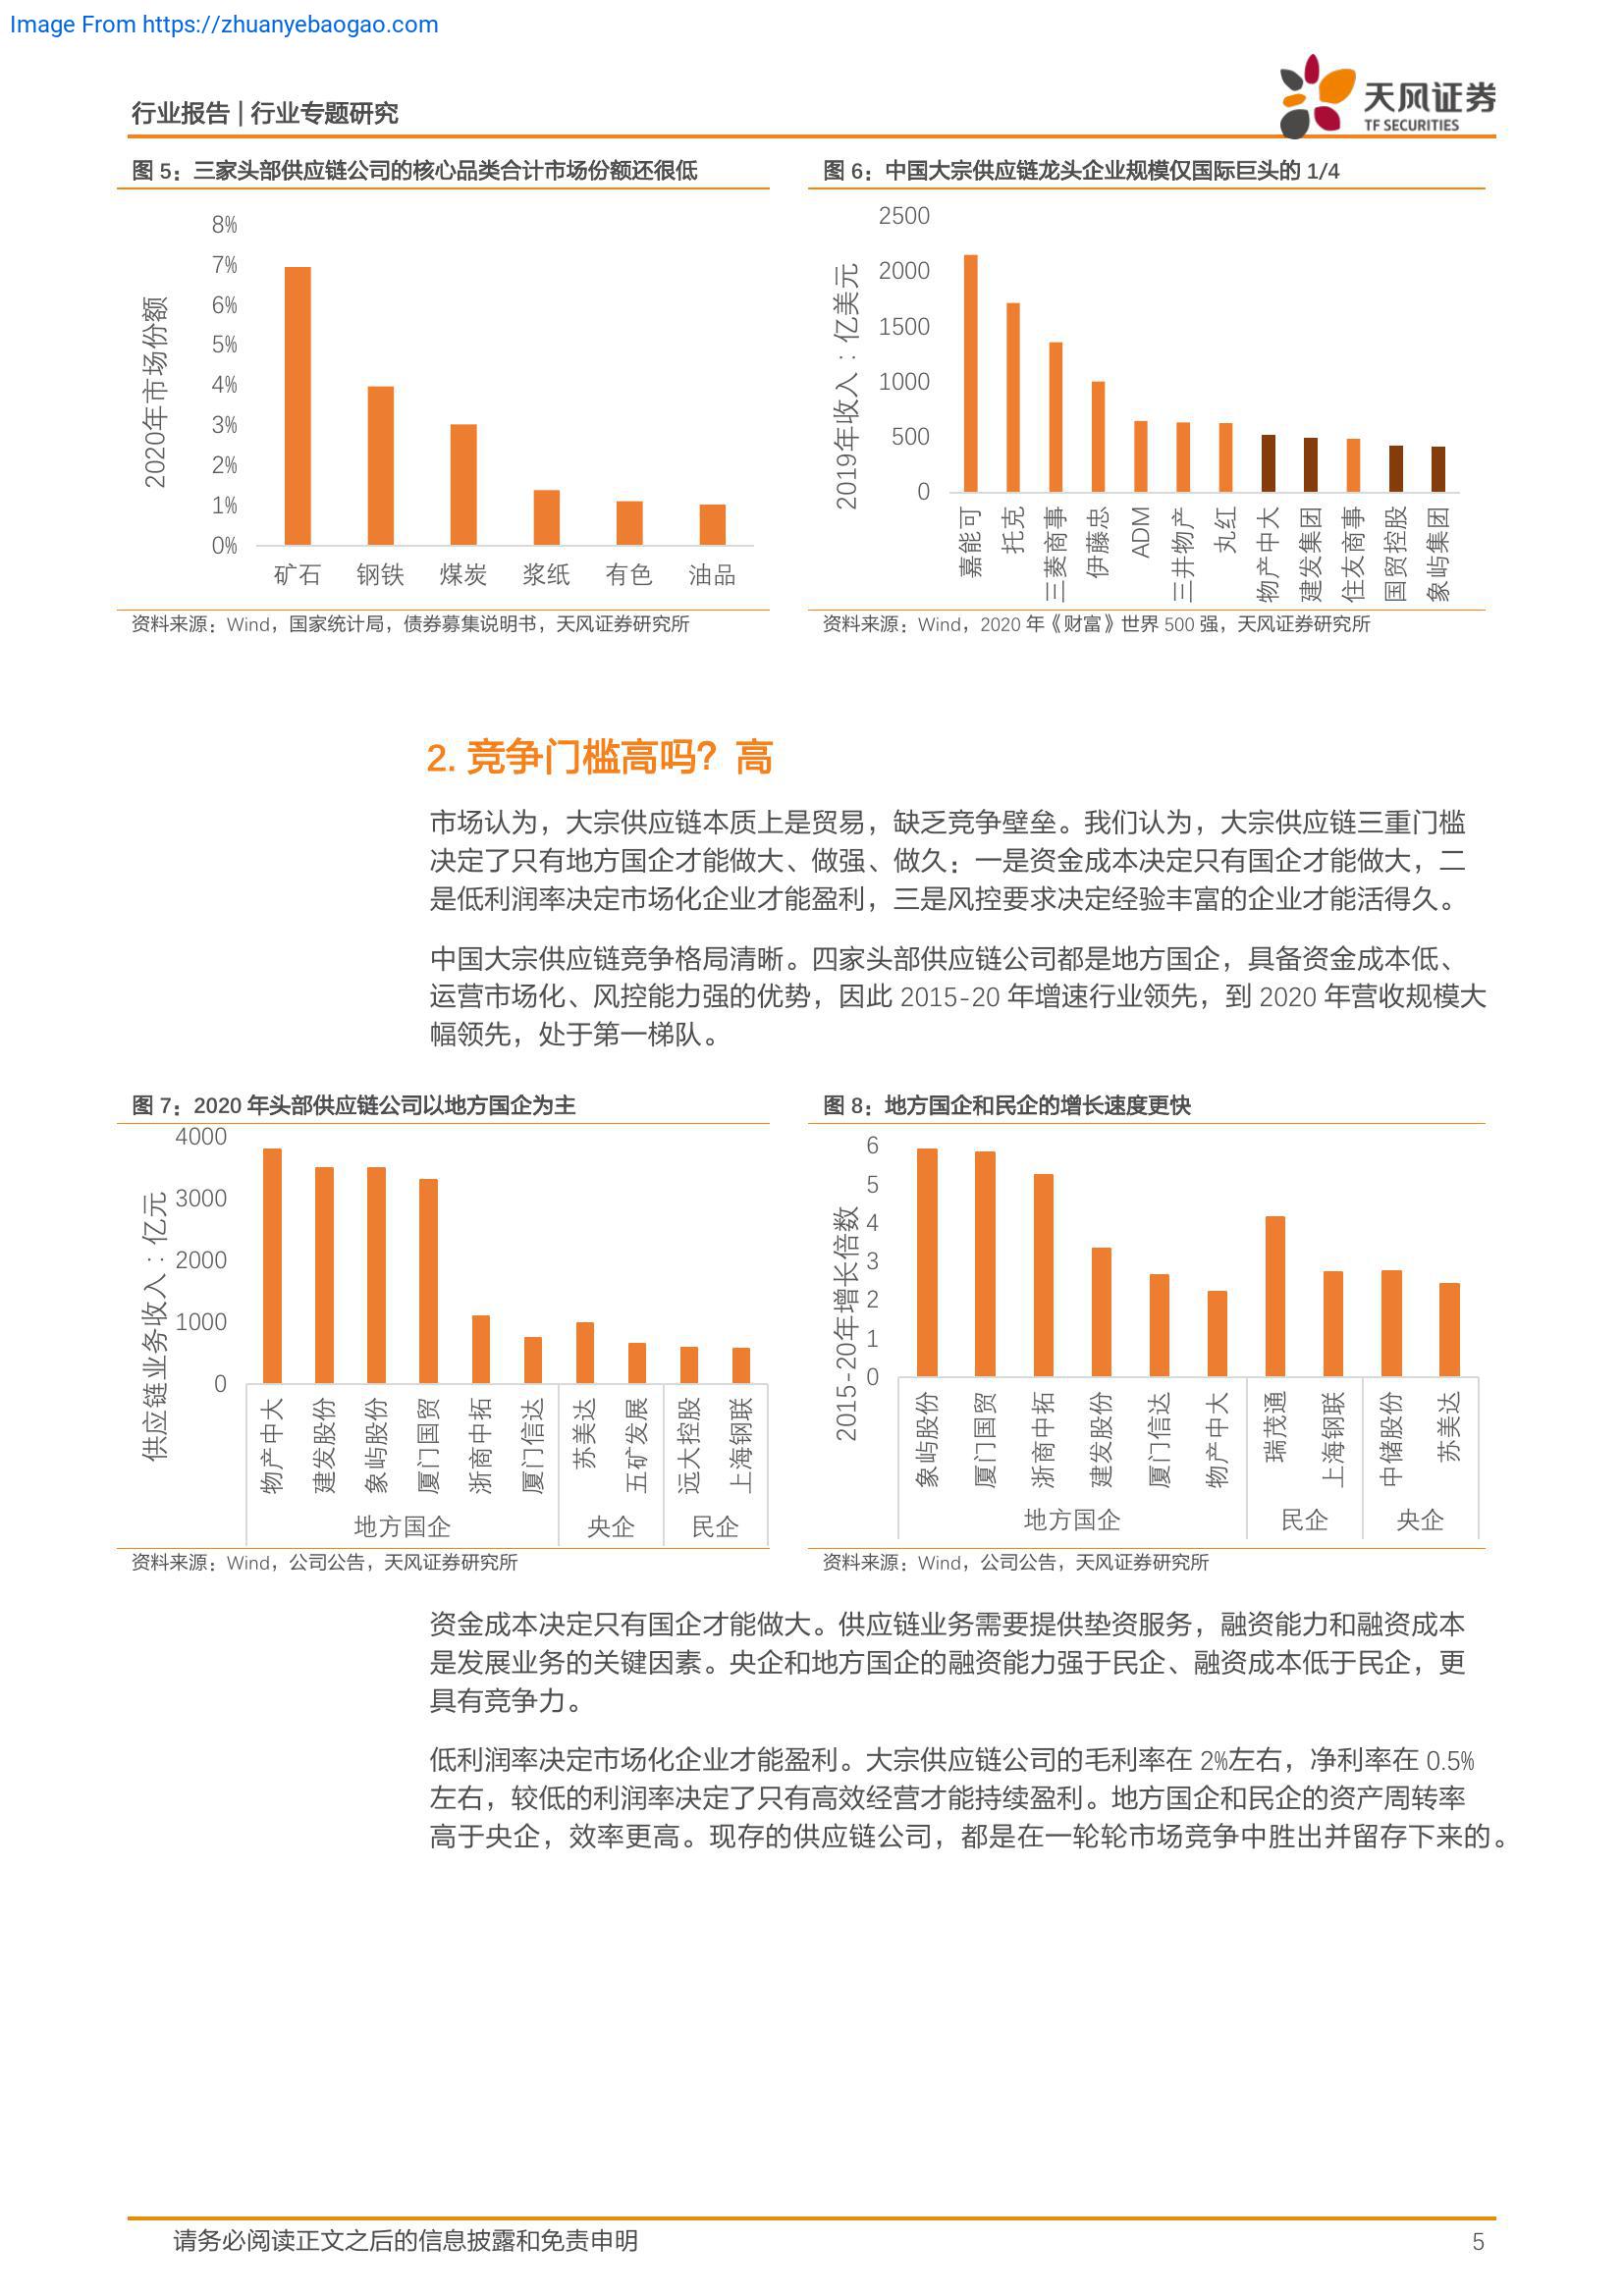 Image From https://zhuanyebaogao.com
行业报告 | 行业专题研究
天风证券
TF SECURITIES
图 5：三家头部供应链公司的核心品类合计市场份额还很低
2020年市场份额
8%
7%
6%
5%
4%
3%
2%
1%
0%
矿石 钢铁 煤炭 浆纸 有色 油品
资料来源：Wind，国家统计局，债券募集说明书，天风证券研究所
图 6：中国大宗供应链龙头企业规模仅国际巨头的 1/4
2019年收入：亿美元
2500
2000
1500
1000
500
0
嘉能可 托克 三菱商事 伊藤忠 ADM 三井物产 丸红 物产中大 建发集团 住友商事 国贸控股 象屿集团
资料来源：Wind，2020 年《财富》世界 500 强，天风证券研究所
2. 竞争门槛高吗？高
市场认为，大宗供应链本质上是贸易，缺乏竞争壁垒。我们认为，大宗供应链三重门槛
决定了只有地方国企才能做大、做强、做久：一是资金成本决定只有国企才能做大，二
是低利润率决定市场化企业才能盈利，三是风控要求决定经验丰富的企业才能活得久。
中国大宗供应链竞争格局清晰。四家头部供应链公司都是地方国企，具备资金成本低、
运营市场化、风控能力强的优势，因此 2015-20 年增速行业领先，到 2020 年营收规模大
幅领先，处于第一梯队。
图 7：2020 年头部供应链公司以地方国企为主
供应链业务收入：亿元
4000
3000
2000
1000
0
物产中大 建发股份 象屿股份 厦门国贸 浙商中拓 厦门信达 苏美达 五矿发展 远大控股 上海钢联
地方国企 央企 民企
资料来源：Wind，公司公告，天风证券研究所
图 8：地方国企和民企的增长速度更快
2015-20年增长倍数
6
5
4
3
2
1
0
象屿股份 厦门国贸 浙商中拓 建发股份 厦门信达 物产中大 瑞茂通 上海钢联 中储股份 苏美达
地方国企 民企 央企
资料来源：Wind，公司公告，天风证券研究所
资金成本决定只有国企才能做大。供应链业务需要提供垫资服务，融资能力和融资成本
是发展业务的关键因素。央企和地方国企的融资能力强于民企、融资成本低于民企，更
具有竞争力。
低利润率决定市场化企业才能盈利。大宗供应链公司的毛利率在 2%左右，净利率在 0.5%
左右，较低的利润率决定了只有高效经营才能持续盈利。地方国企和民企的资产周转率
高于央企，效率更高。现存的供应链公司，都是在一轮轮市场竞争中胜出并留存下来的。
请务必阅读正文之后的信息披露和免责申明
5